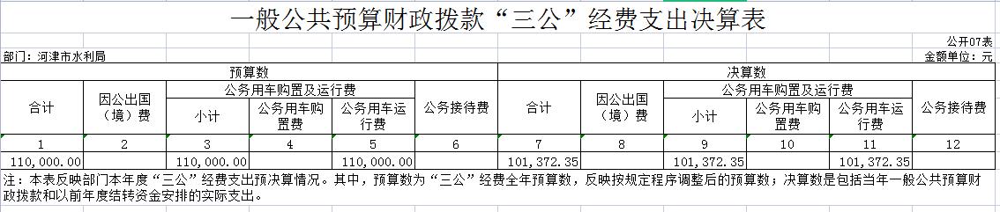 一般公共预算财政拨款“三公”经费支出决算表
公开07表
部门：河津市水利局 金额单位：元
预算数 决算数
合计 因公出国（境）费 公务用车购置及运行费 公务接待费 合计 因公出国（境）费 公务用车购置及运行费 公务接待费
小计 公务用车购置费 公务用车运行费 小计 公务用车购置费 公务用车运行费
1 2 3 4 5 6 7 8 9 10 11 12
110,000.00 110,000.00 110,000.00 101,372.35 101,372.35 101,372.35
注：本表反映部门本年度“三公”经费支出预决算情况。其中，预算数为“三公”经费全年预算数，反映按规定程序调整后的预算数；决算数是包括当年一般公共预算财
政拨款和以前年度结转资金安排的实际支出。